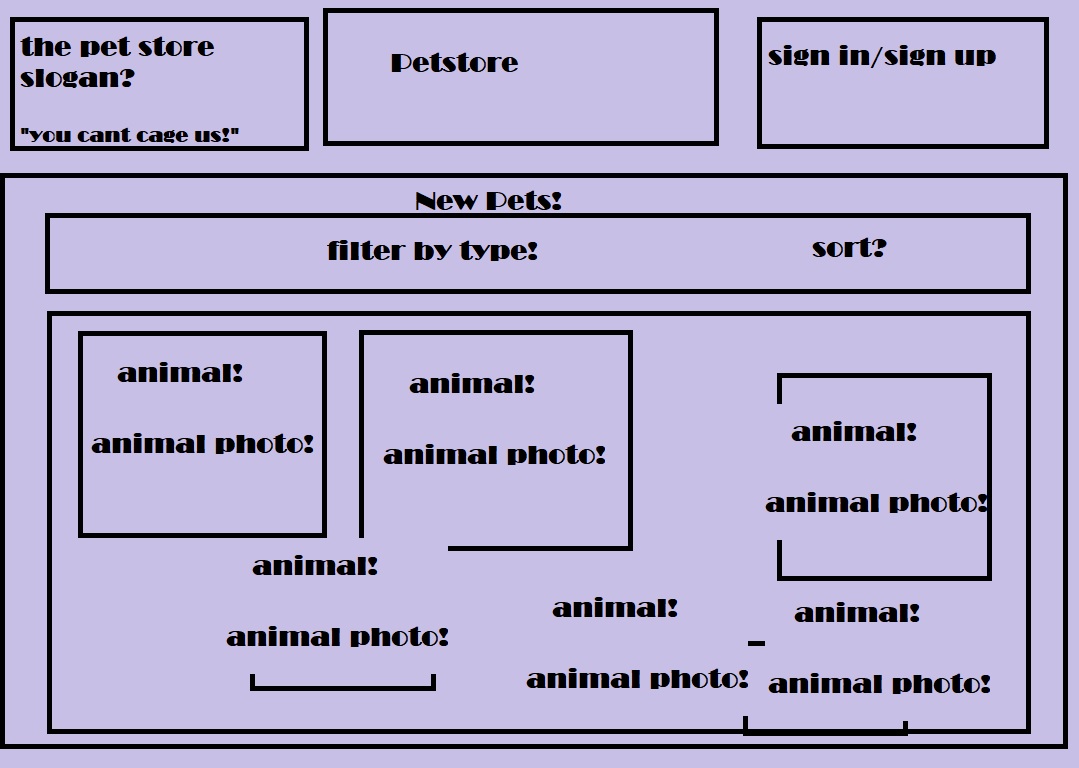 the pet store
slogan?
"you cant cage us!"
Petstore
sign in/sign up
New Pets!
filter by type!
sort?
animal!
animal photo!
animal!
animal photo!
animal!
animal photo!
animal!
animal photo!
animal!
animal photo!
animal!
animal photo!